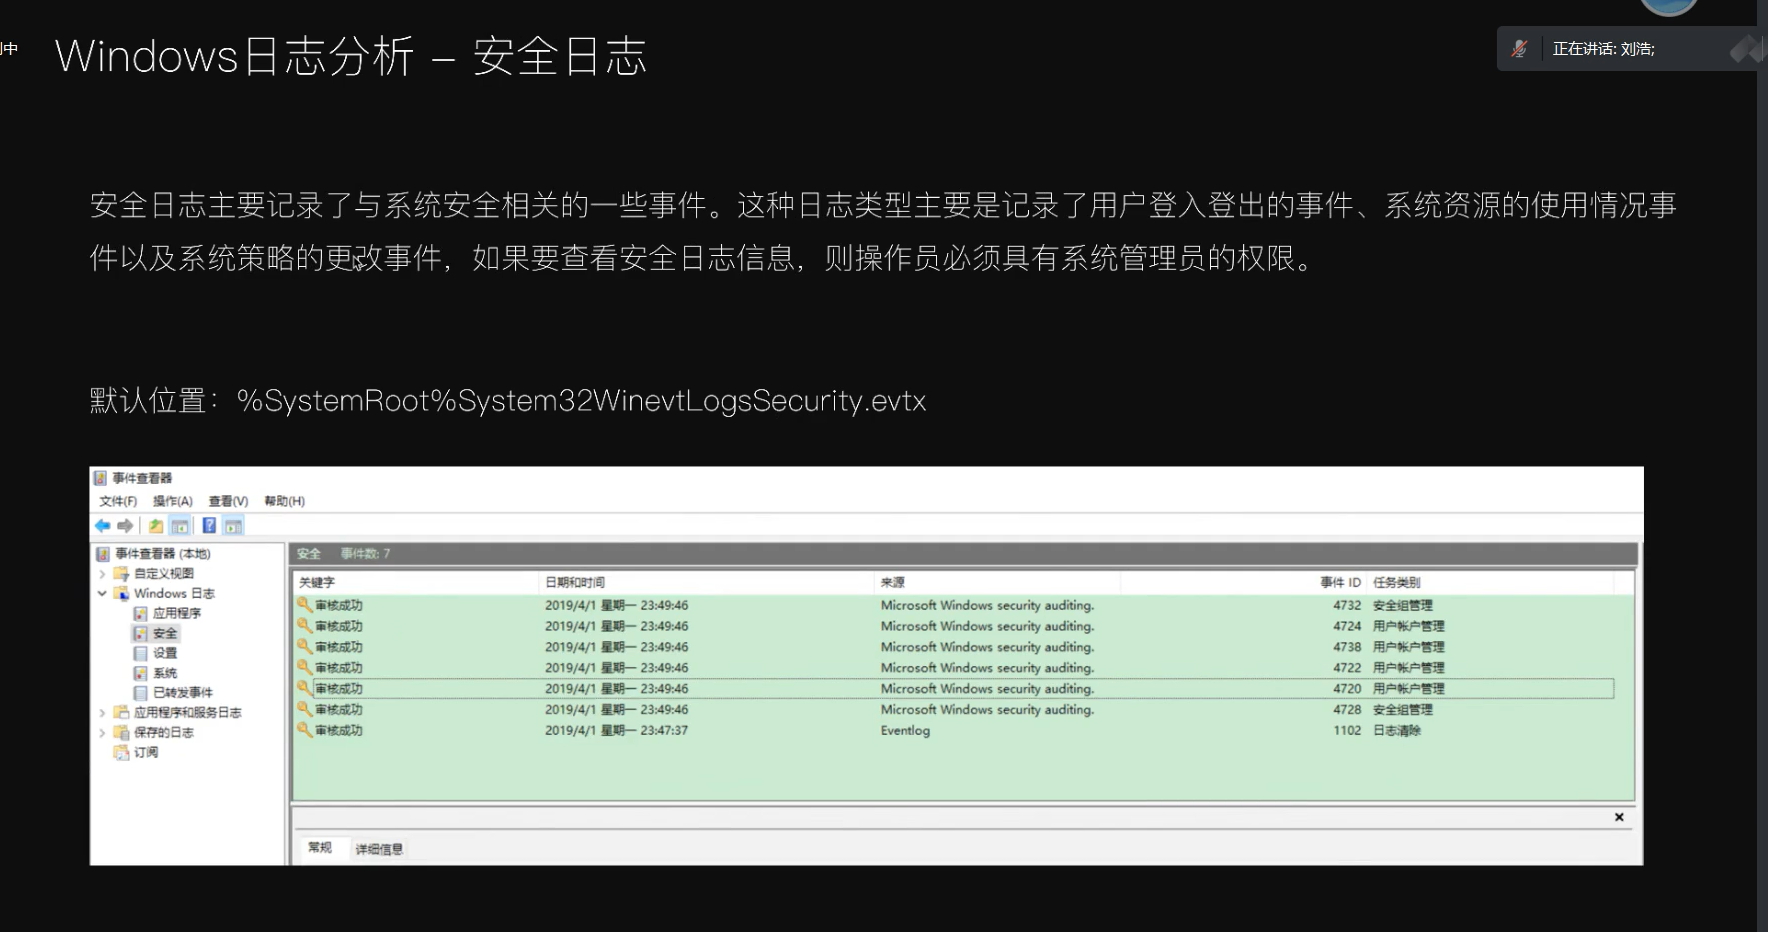 中
Windows日志分析 – 安全日志
正在讲话: 刘浩;
安全日志主要记录了与系统安全相关的一些事件。这种日志类型主要是记录了用户登入登出的事件、系统资源的使用情况事
件以及系统策略的更改事件，如果要查看安全日志信息，则操作员必须具有系统管理员的权限。
默认位置：%SystemRoot%System32WinevtLogsSecurity.evtx
事件查看器
文件(F) 操作(A) 查看(V) 帮助(H)
事件查看器 (本地)
自定义视图
Windows 日志
应用程序
安全
设置
系统
已转发事件
应用程序和服务日志
保存的日志
订阅
安全 事件数: 7
关键字 日期和时间 来源 事件 ID 任务类别
审核成功 2019/4/1 星期一 23:49:46 Microsoft Windows security auditing. 4732 安全组管理
审核成功 2019/4/1 星期一 23:49:46 Microsoft Windows security auditing. 4724 用户帐户管理
审核成功 2019/4/1 星期一 23:49:46 Microsoft Windows security auditing. 4738 用户帐户管理
审核成功 2019/4/1 星期一 23:49:46 Microsoft Windows security auditing. 4722 用户帐户管理
审核成功 2019/4/1 星期一 23:49:46 Microsoft Windows security auditing. 4720 用户帐户管理
审核成功 2019/4/1 星期一 23:49:46 Microsoft Windows security auditing. 4728 安全组管理
审核成功 2019/4/1 星期一 23:47:37 Eventlog 1102 日志清除
常规 详细信息